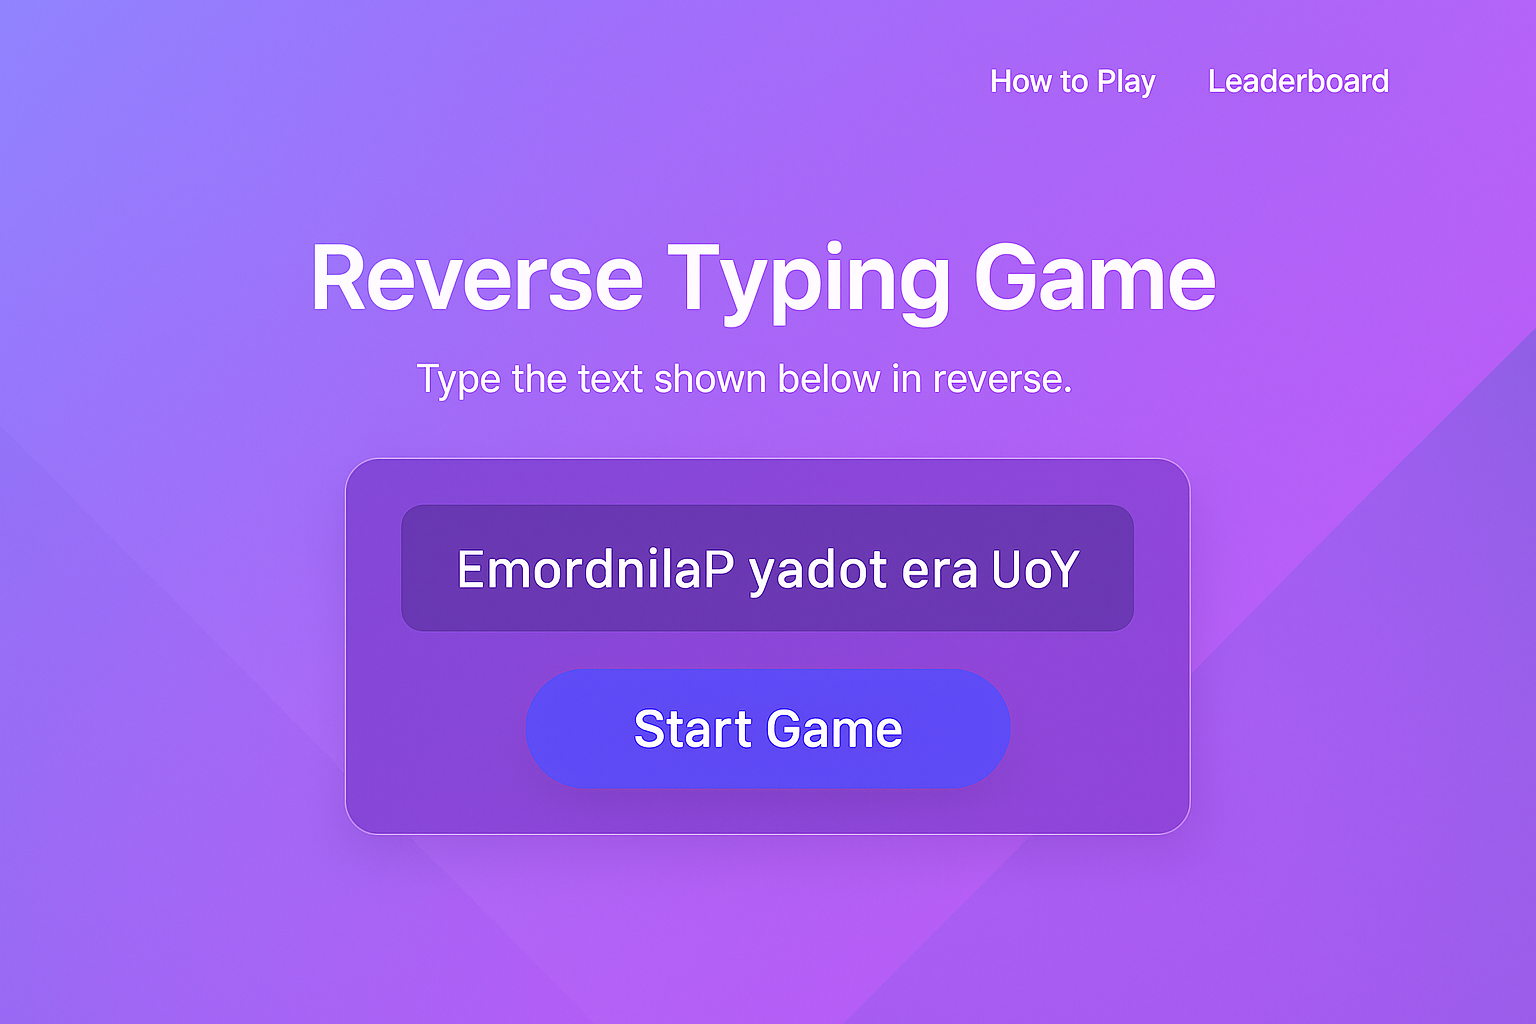 How to Play Leaderboard
Reverse Typing Game
Type the text shown below in reverse.
EmordnilaP yadot era UoY
Start Game